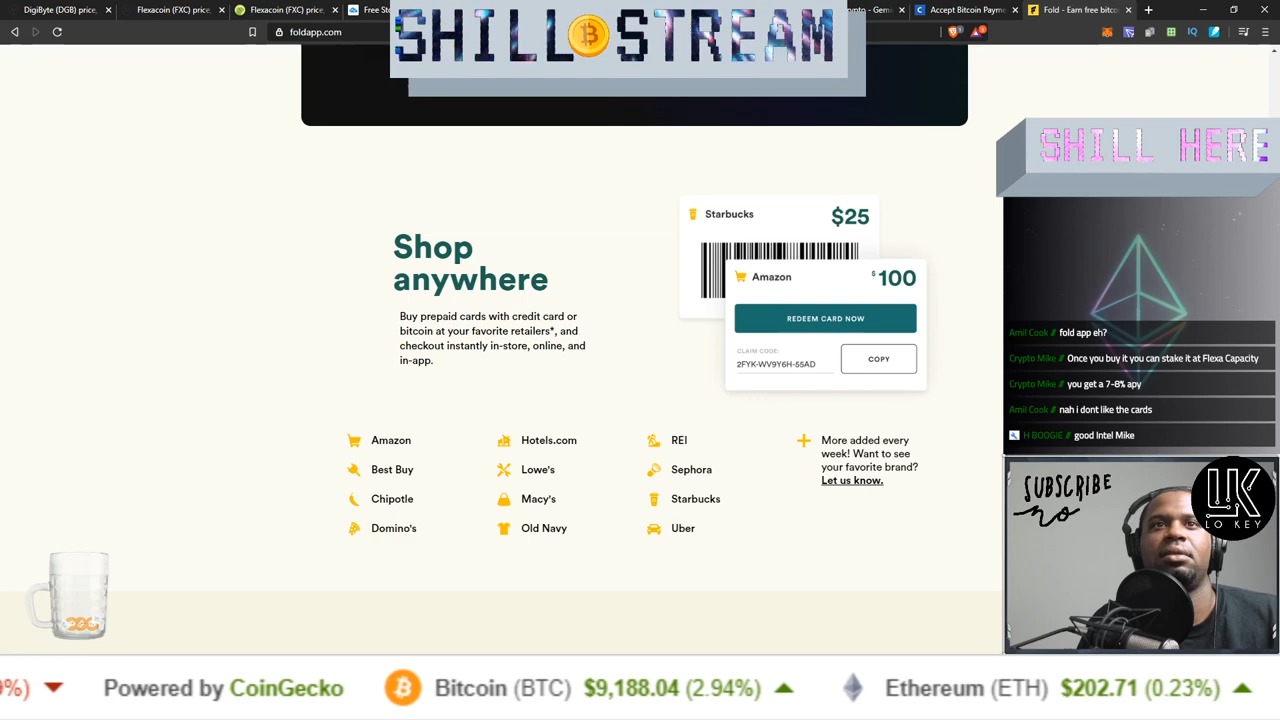 DigiByte (DGB) price,
Flexacoin (FXC) price,
Flexacoin (FXC) price,
Free Sto
Gemi
Accept Bitcoin Payme
Fold - Earn free bitco
foldapp.com
SHILL STREAM
SHILL HERE
Starbucks
$25
Amazon
$100
REDEEM CARD NOW
CLAIM CODE:
2FYK-WV9Y6H-55AD
COPY
Shop
anywhere
Buy prepaid cards with credit card or
bitcoin at your favorite retailers*, and
checkout instantly in-store, online, and
in-app.
Amazon
Best Buy
Chipotle
Domino's
Hotels.com
Lowe's
Macy's
Old Navy
REI
Sephora
Starbucks
Uber
More added every
week! Want to see
your favorite brand?
Let us know.
Amil Cook // fold app eh?
Crypto Mike // Once you buy it you can stake it at Flexa Capacity
Crypto Mike // you get a 7-8% apy
Amil Cook // nah i dont like the cards
H BOOGIE // good Intel Mike
SUBSCRIBE
no
LK
LO KEY
9%) Powered by CoinGecko Bitcoin (BTC) $9,188.04 (2.94%) Ethereum (ETH) $202.71 (0.23%)